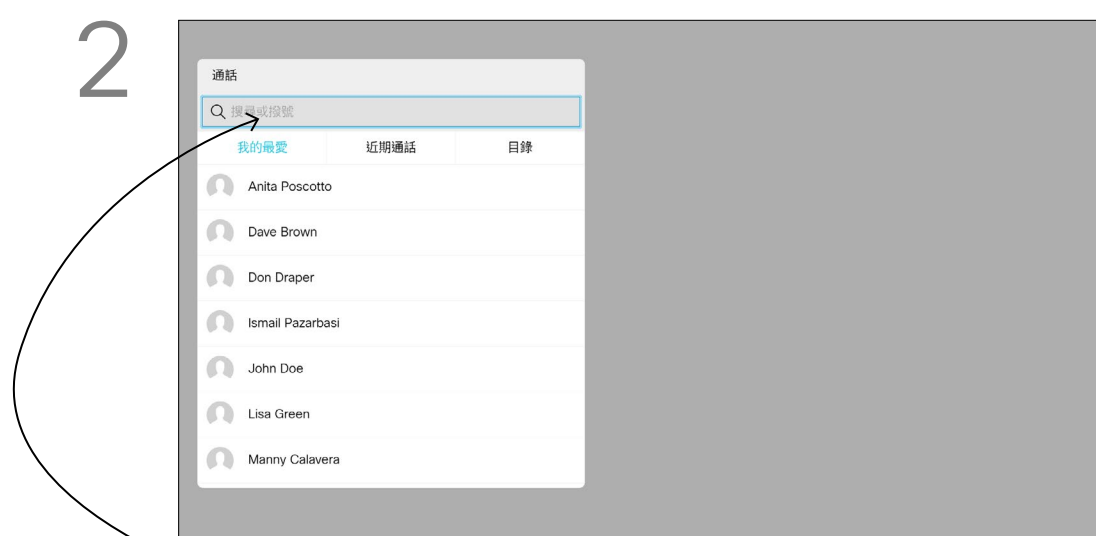 2
通話
搜尋或撥號
我的最愛 近期通話 目錄
Anita Poscotto
Dave Brown
Don Draper
Ismail Pazarbasi
John Doe
Lisa Green
Manny Calavera